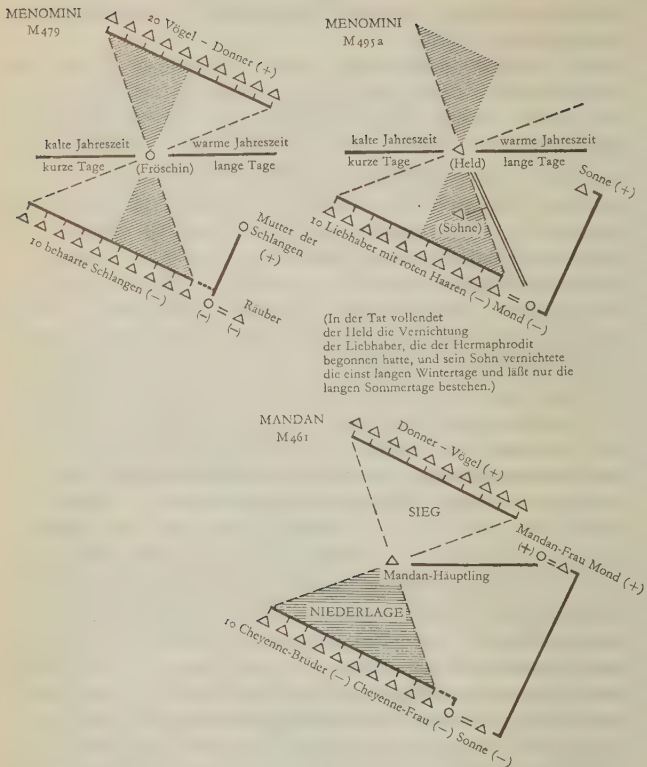 MENOMINI
M479
20 Vögel – Donner (+)
kalte Jahreszeit
warme Jahreszeit
kurze Tage
(Fröschin)
lange Tage
10 behaarte Schlangen (–)
Mutter der
Schlangen
(+)
(–)
Räuber
(–)
MENOMINI
M495a
kalte Jahreszeit
warme Jahreszeit
kurze Tage
(Held)
lange Tage
Sonne (+)
(Söhne)
10 Liebhaber mit roten Haaren (–) Mond (–)
(In der Tat vollendet
der Held die Vernichtung
der Liebhaber, die der Hermaphrodit
begonnen hatte, und sein Sohn vernichtete
die einst langen Wintertage und läßt nur die
langen Sommertage bestehen.)
MANDAN
M461
Donner – Vögel (+)
SIEG
Mandan-Frau Mond (+)
(+)
Mandan-Häuptling
NIEDERLAGE
10 Cheyenne-Brüder (–) Cheyenne-Frau (–) Sonne (–)